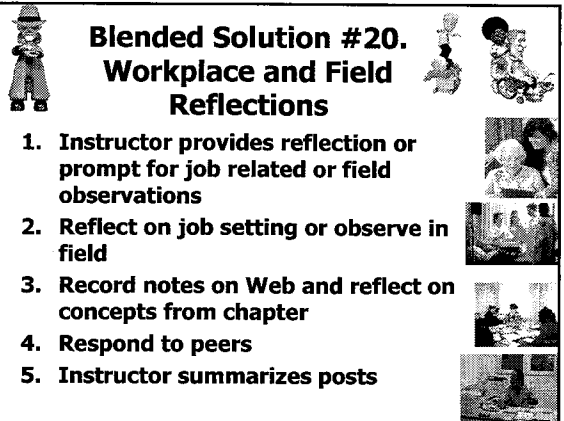 Blended Solution #20.
Workplace and Field
Reflections
1. Instructor provides reflection or
prompt for job related or field
observations
2. Reflect on job setting or observe in
field
3. Record notes on Web and reflect on
concepts from chapter
4. Respond to peers
5. Instructor summarizes posts